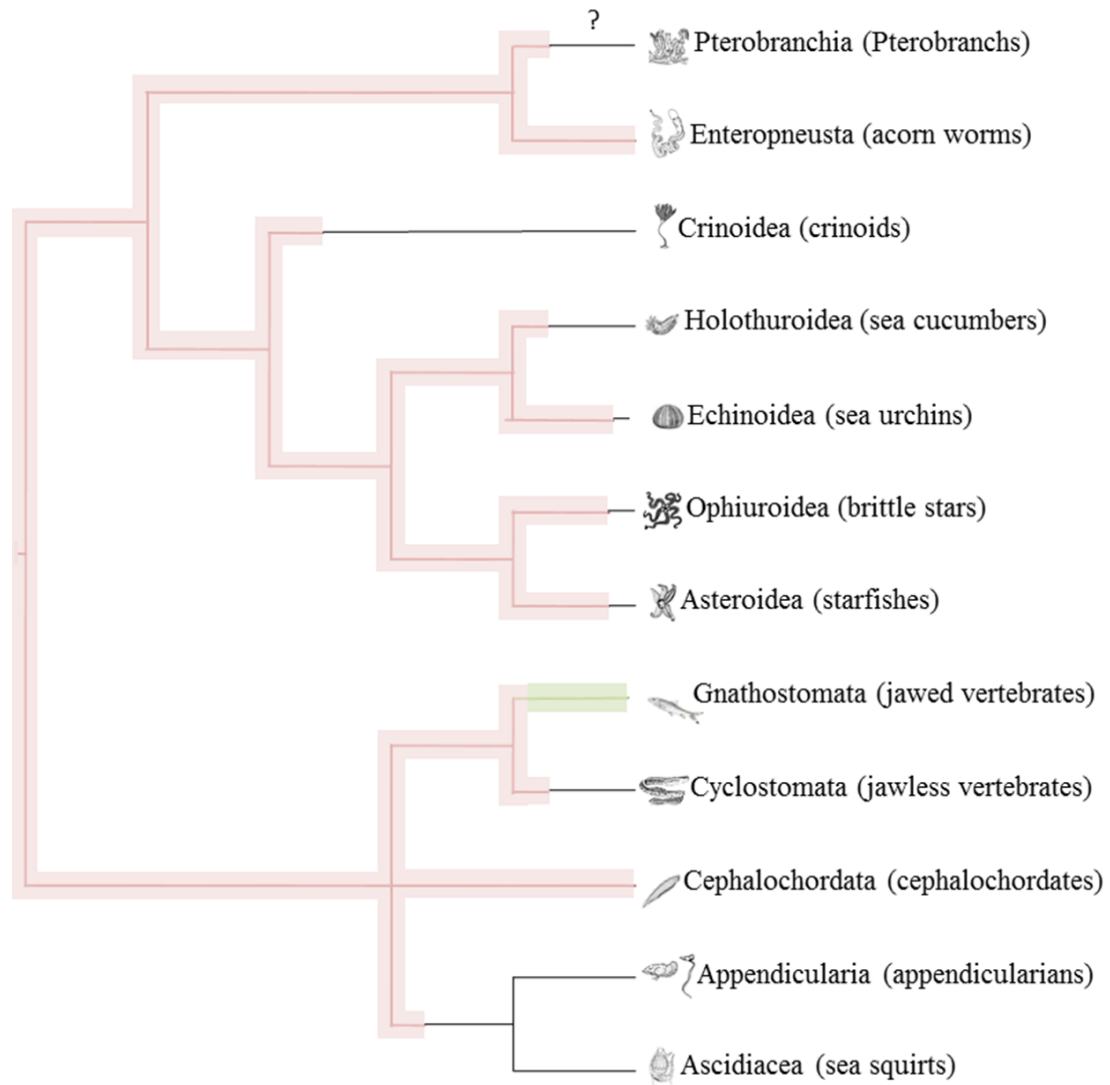 ?
Pterobranchia (Pterobranchs)
Enteropneusta (acorn worms)
Crinoidea (crinoids)
Holothuroidea (sea cucumbers)
Echinoidea (sea urchins)
Ophiuroidea (brittle stars)
Asteroidea (starfishes)
Gnathostomata (jawed vertebrates)
Cyclostomata (jawless vertebrates)
Cephalochordata (cephalochordates)
Appendicularia (appendicularians)
Ascidiacea (sea squirts)